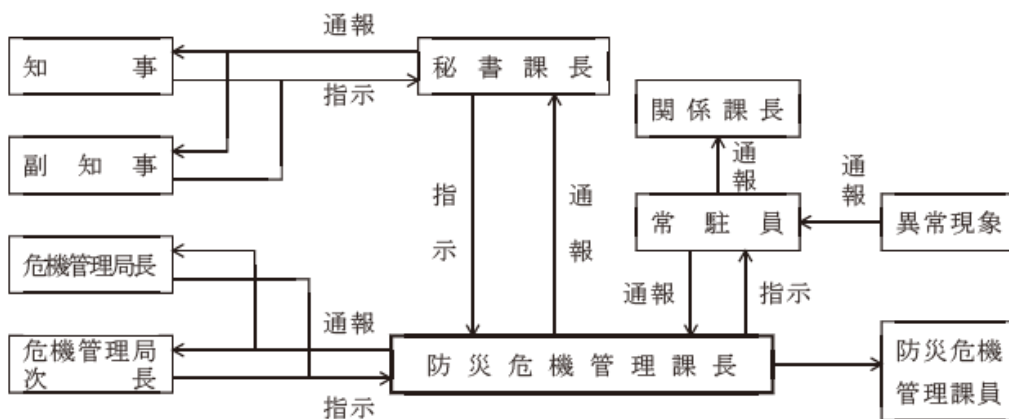 通報
知事
秘書課長
指示
関係課長
副知事
通報
通報
指示
通報
常駐員
異常現象
危機管理局長
通報
指示
通報
防災危機管理課長
危機管理局
次長
指示
防災危機
管理課員